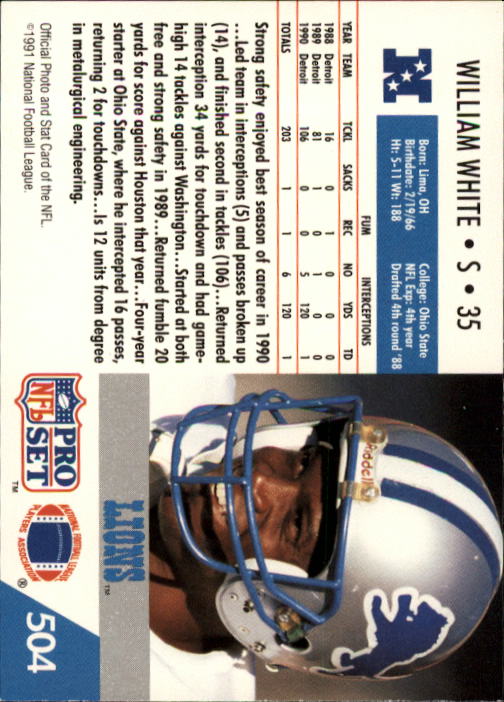 WILLIAM WHITE • S • 35
N
Born: Lima, OH
Birthdate: 2/19/66
Ht: 5-11 Wt: 188
College: Ohio State
NFL Exp: 4th year
Drafted 4th round '88
FUM INTERCEPTIONS
YEAR TEAM TCKL SACKS REC NO YDS TD
1988 Detroit 16 1 0 0 0
1989 Detroit 81 1 1 0 0
1990 Detroit 106 5 120 1
TOTALS 203 1 1 6 120 1
Strong safety enjoyed best season of career in 1990
...Led team in interceptions (5) and passes broken up
(14), and finished second in tackles (106)...Returned
interception 34 yards for touchdown and had game-
high 14 tackles against Washington...Started at both
free and strong safety in 1989...Returned fumble 20
yards for score against Houston that year...Four-year
starter at Ohio State, where he intercepted 16 passes,
returning 2 for touchdowns...Is 12 units from degree
in metallurgical engineering.
Official Photo and Stat Card of the NFL.
©1991 National Football League.
Riddell
LIONS™
PRO
NFL
SET
™
NATIONAL FOOTBALL LEAGUE
PLAYERS ASSOCIATION
®
504